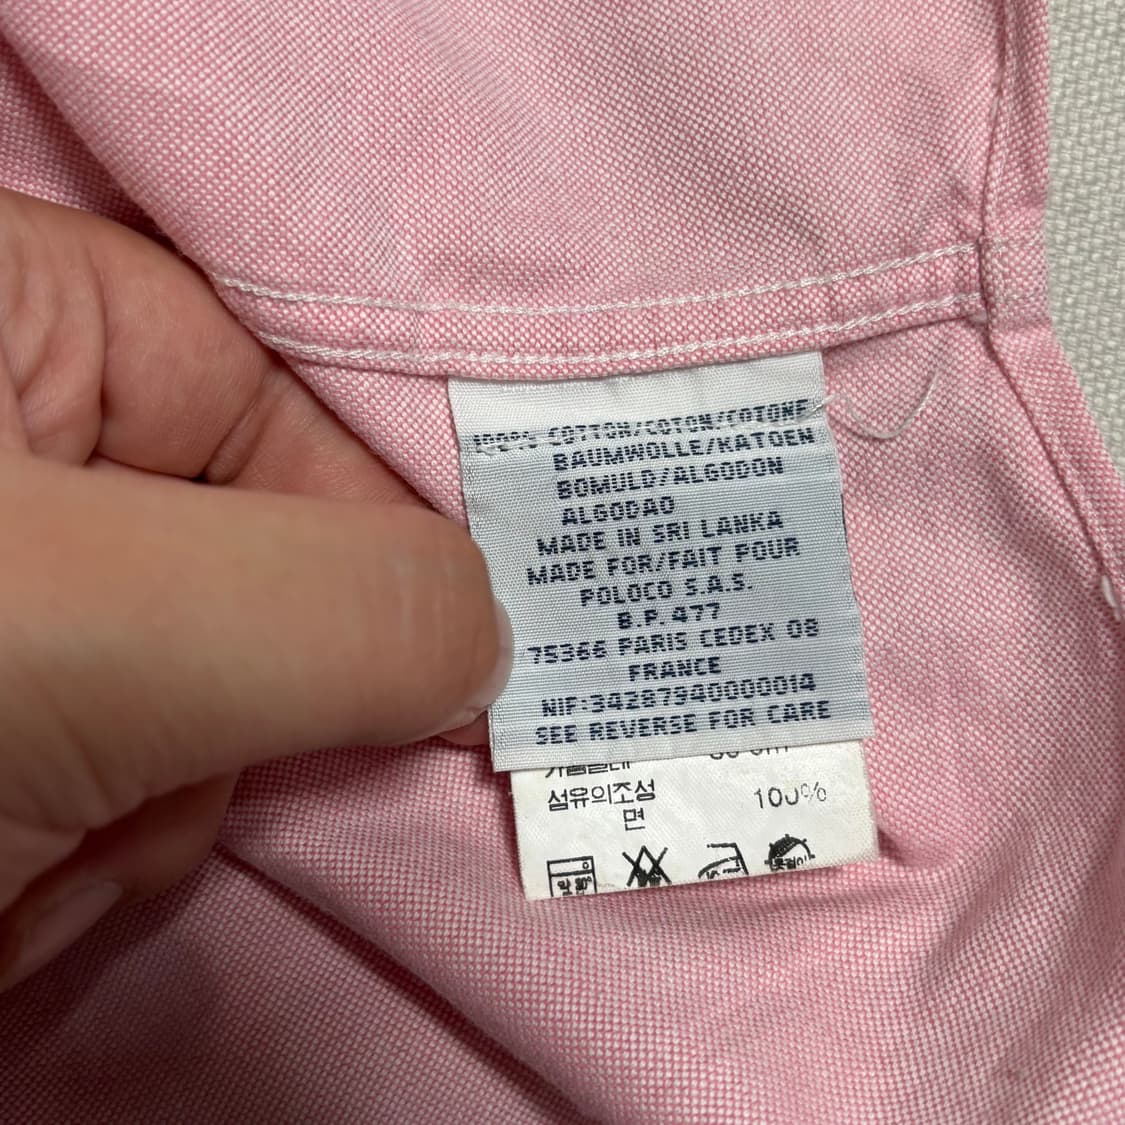 100% COTTON/COTON/COTONE
BAUMWOLLE/KATOEN
BOMULD/ALGODON
ALGODAO
MADE IN SRI LANKA
MADE FOR/FAIT POUR
POLOCO S.A.S.
B.P. 477
75366 PARIS CEDEX 08
FRANCE
NIF:34287940000014
SEE REVERSE FOR CARE
cm
섬유의조성
면 100%